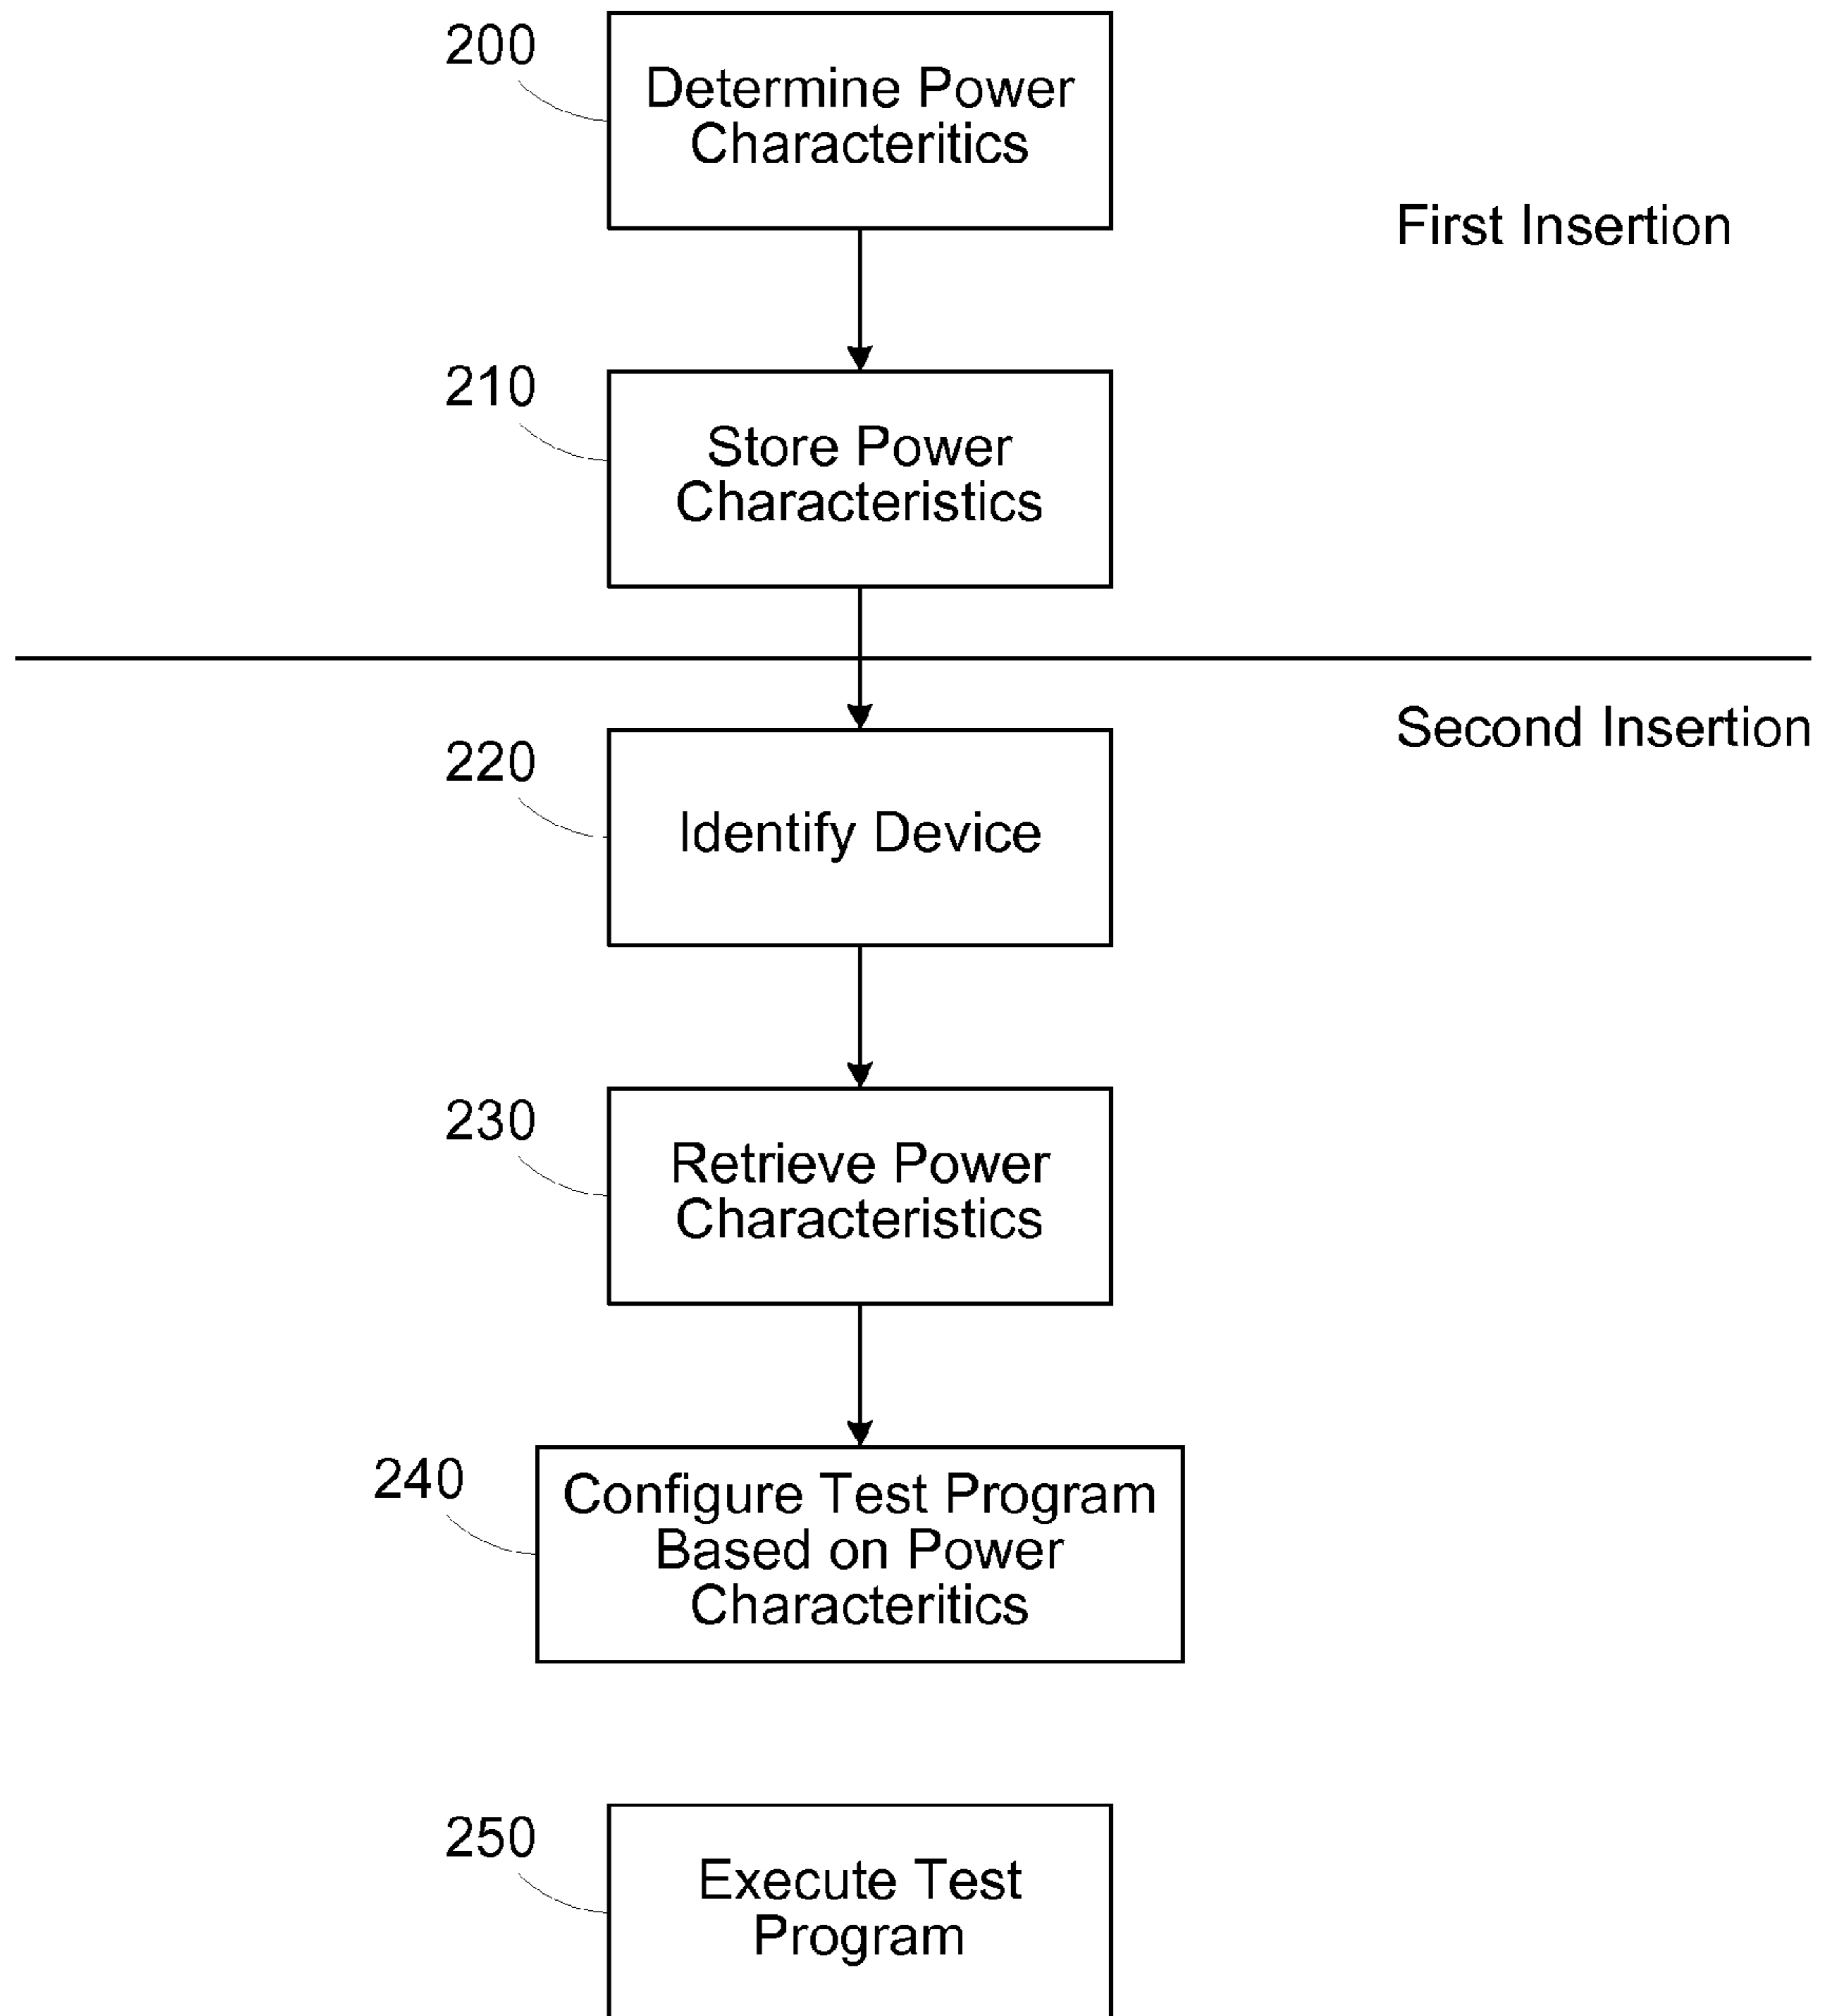 200
Determine Power
Characteritics
First Insertion
210
Store Power
Characteristics
Second Insertion
220
Identify Device
230
Retrieve Power
Characteristics
240
Configure Test Program
Based on Power
Characteritics
250
Execute Test
Program